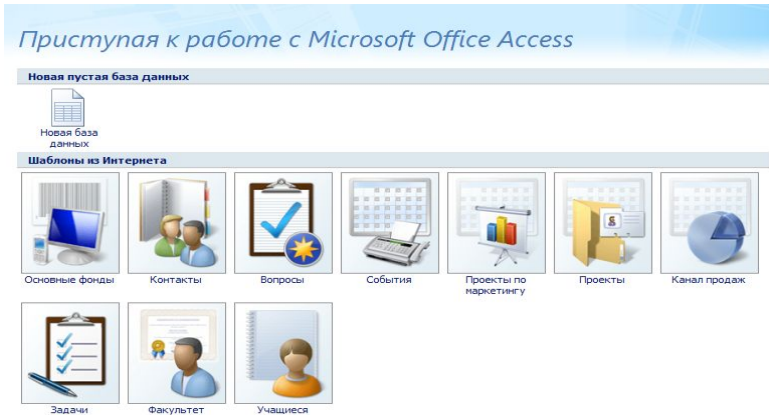 Приступая к работе с Microsoft Office Access
Новая пустая база данных
Новая база
данных
Шаблоны из Интернета
Основные фонды
Контакты
Вопросы
События
Проекты по
маркетингу
Проекты
Канал продаж
Задачи
Факультет
Учащиеся